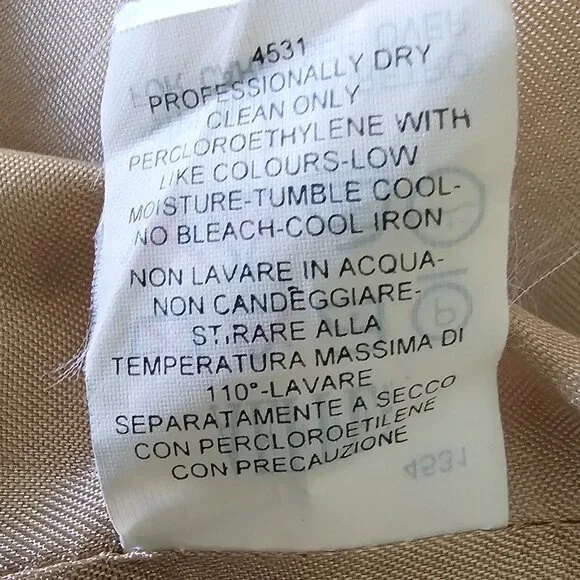 4531
PROFESSIONALLY DRY
CLEAN ONLY
PERCLOROETHYLENE WITH
LIKE COLOURS-LOW
MOISTURE-TUMBLE COOL-
NO BLEACH-COOL IRON
NON LAVARE IN ACQUA-
NON CANDEGGIARE-
STIRARE ALLA
TEMPERATURA MASSIMA DI
110°-LAVARE
SEPARATAMENTE A SECCO
CON PERCLOROETILENE
CON PRECAUZIONE
4531